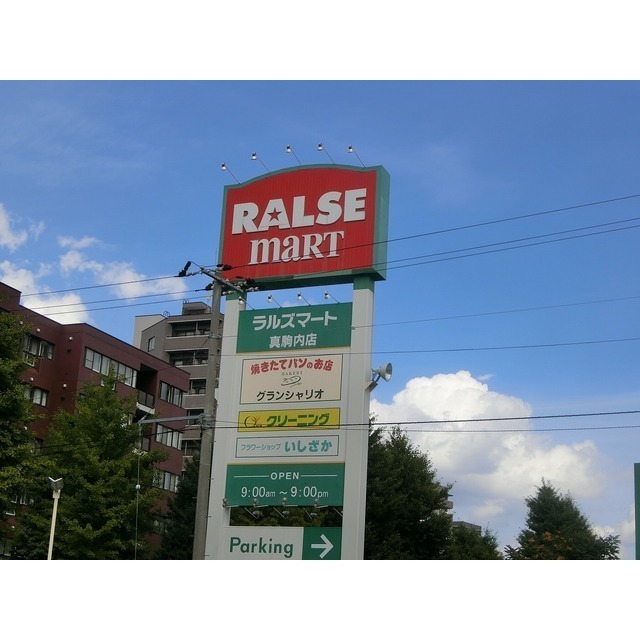 RALSE
mART
ラルズマート
真駒内店
焼きたてパンのお店
BAKERY
グランシャリオ
クリーニング
フラワーショップ いしざか
OPEN
9:00am ～ 9:00pm
Parking →